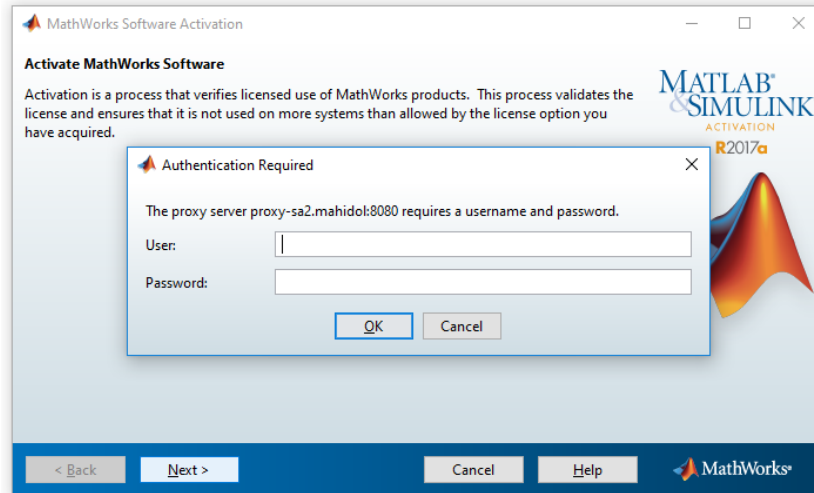 MathWorks Software Activation
Activate MathWorks Software
Activation is a process that verifies licensed use of MathWorks products. This process validates the
license and ensures that it is not used on more systems than allowed by the license option you
have acquired.
MATLAB®
&SIMULINK
ACTIVATION
R2017a
Authentication Required
The proxy server proxy-sa2.mahidol:8080 requires a username and password.
User:
Password:
OK
Cancel
< Back
Next >
Cancel
Help
MathWorks®